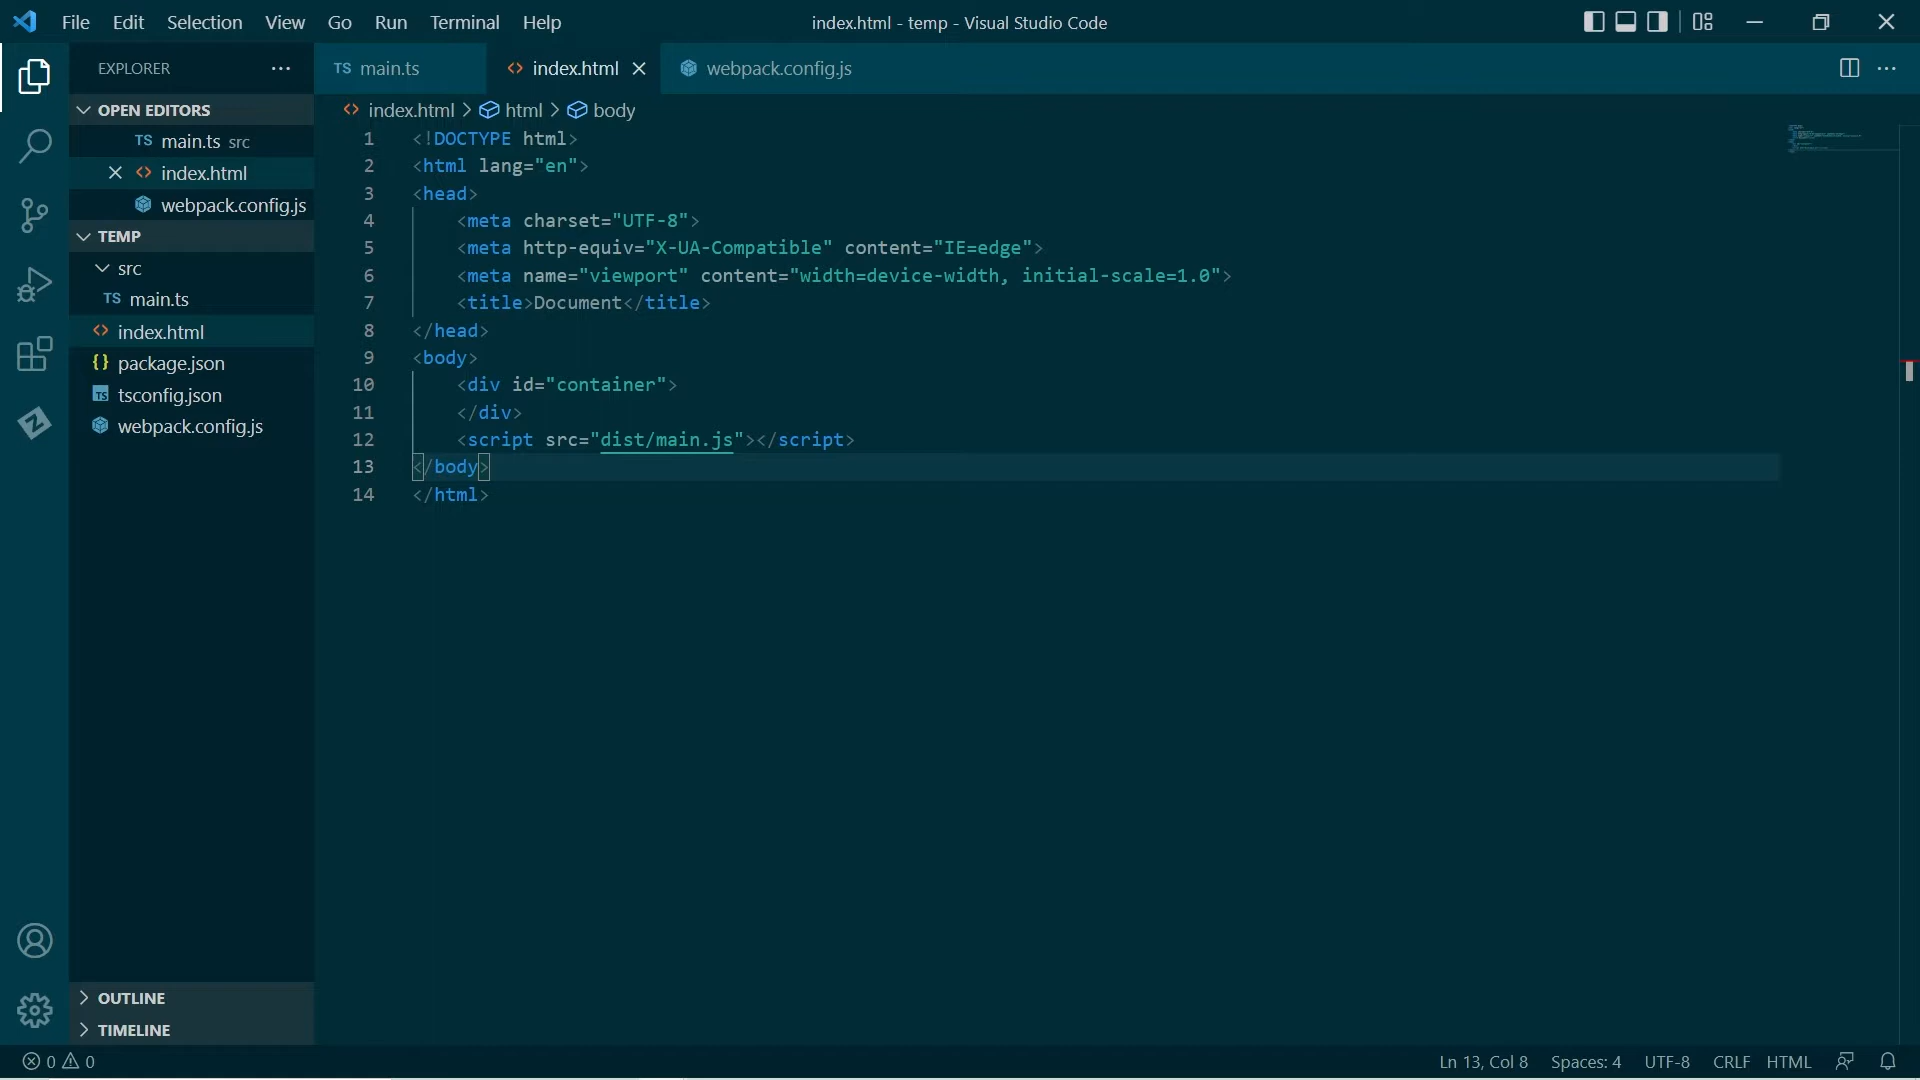 File Edit Selection View Go Run Terminal Help
index.html - temp - Visual Studio Code
EXPLORER
OPEN EDITORS
TS main.ts src
index.html
webpack.config.js
TEMP
src
TS main.ts
index.html
{} package.json
TS tsconfig.json
webpack.config.js
OUTLINE
TIMELINE
TS main.ts
<> index.html
webpack.config.js
<> index.html > html > body
1 <!DOCTYPE html>
2 <html lang="en">
3 <head>
4     <meta charset="UTF-8">
5     <meta http-equiv="X-UA-Compatible" content="IE=edge">
6     <meta name="viewport" content="width=device-width, initial-scale=1.0">
7     <title>Document</title>
8 </head>
9 <body>
10     <div id="container">
11     </div>
12     <script src="dist/main.js"></script>
13 </body>
14 </html>
0 0
Ln 13, Col 8 Spaces: 4 UTF-8 CRLF HTML